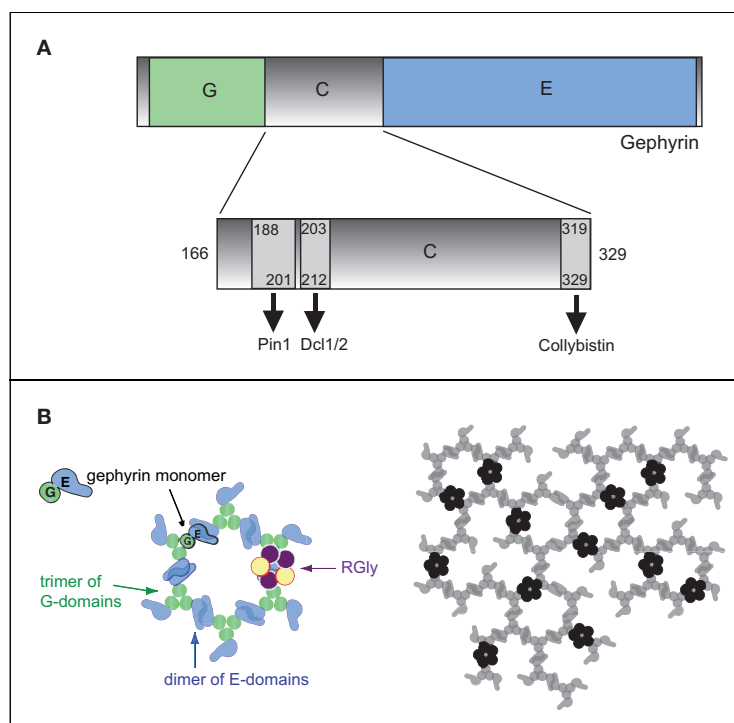 A
G
C
E
Gephyrin
188
203
319
166
C
329
201
212
329
Pin1
Dcl1/2
Collybistin
B
gephyrin monomer
G
E
G
E
RGly
trimer of
G-domains
dimer of E-domains